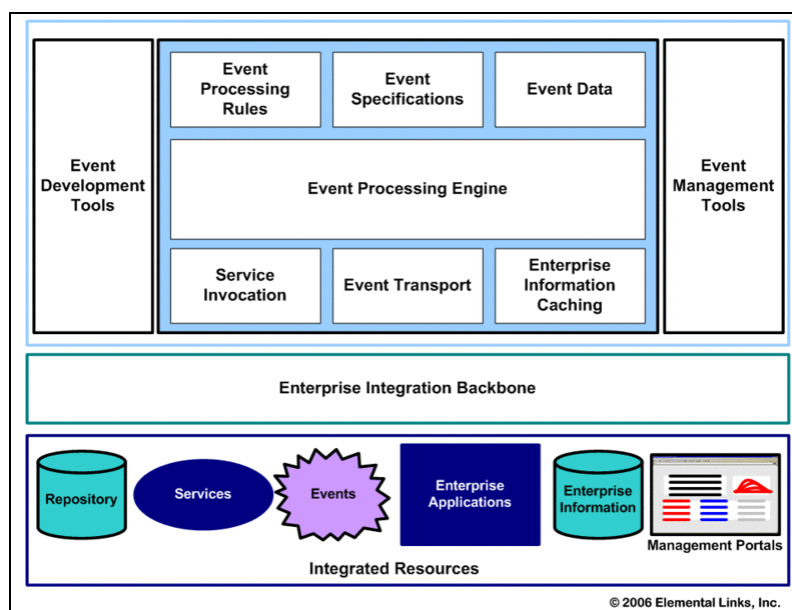 Event
Processing
Rules
Event
Specifications
Event Data
Event
Development
Tools
Event Processing Engine
Event
Management
Tools
Service
Invocation
Event Transport
Enterprise
Information
Caching
Enterprise Integration Backbone
Repository
Services
Events
Enterprise
Applications
Enterprise
Information
Management Portals
Integrated Resources
© 2006 Elemental Links, Inc.